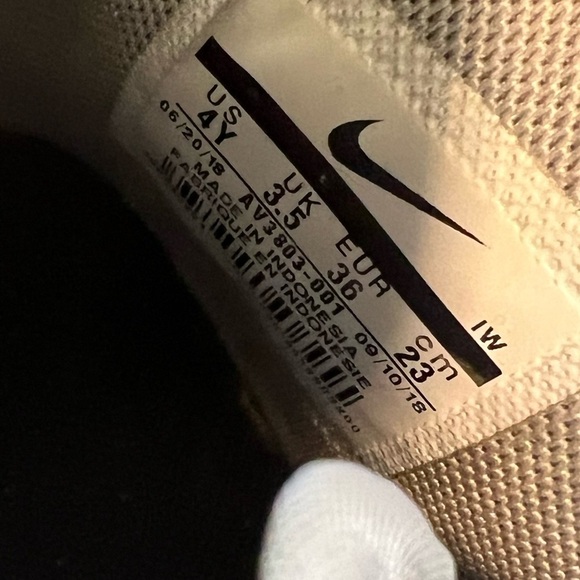 US UK EUR cm
4Y 3.5 36 23
IW
06/20/18 AV3803-001 09/10/18
MADE IN INDONESIA
FABRIQUÉ EN INDONESIE